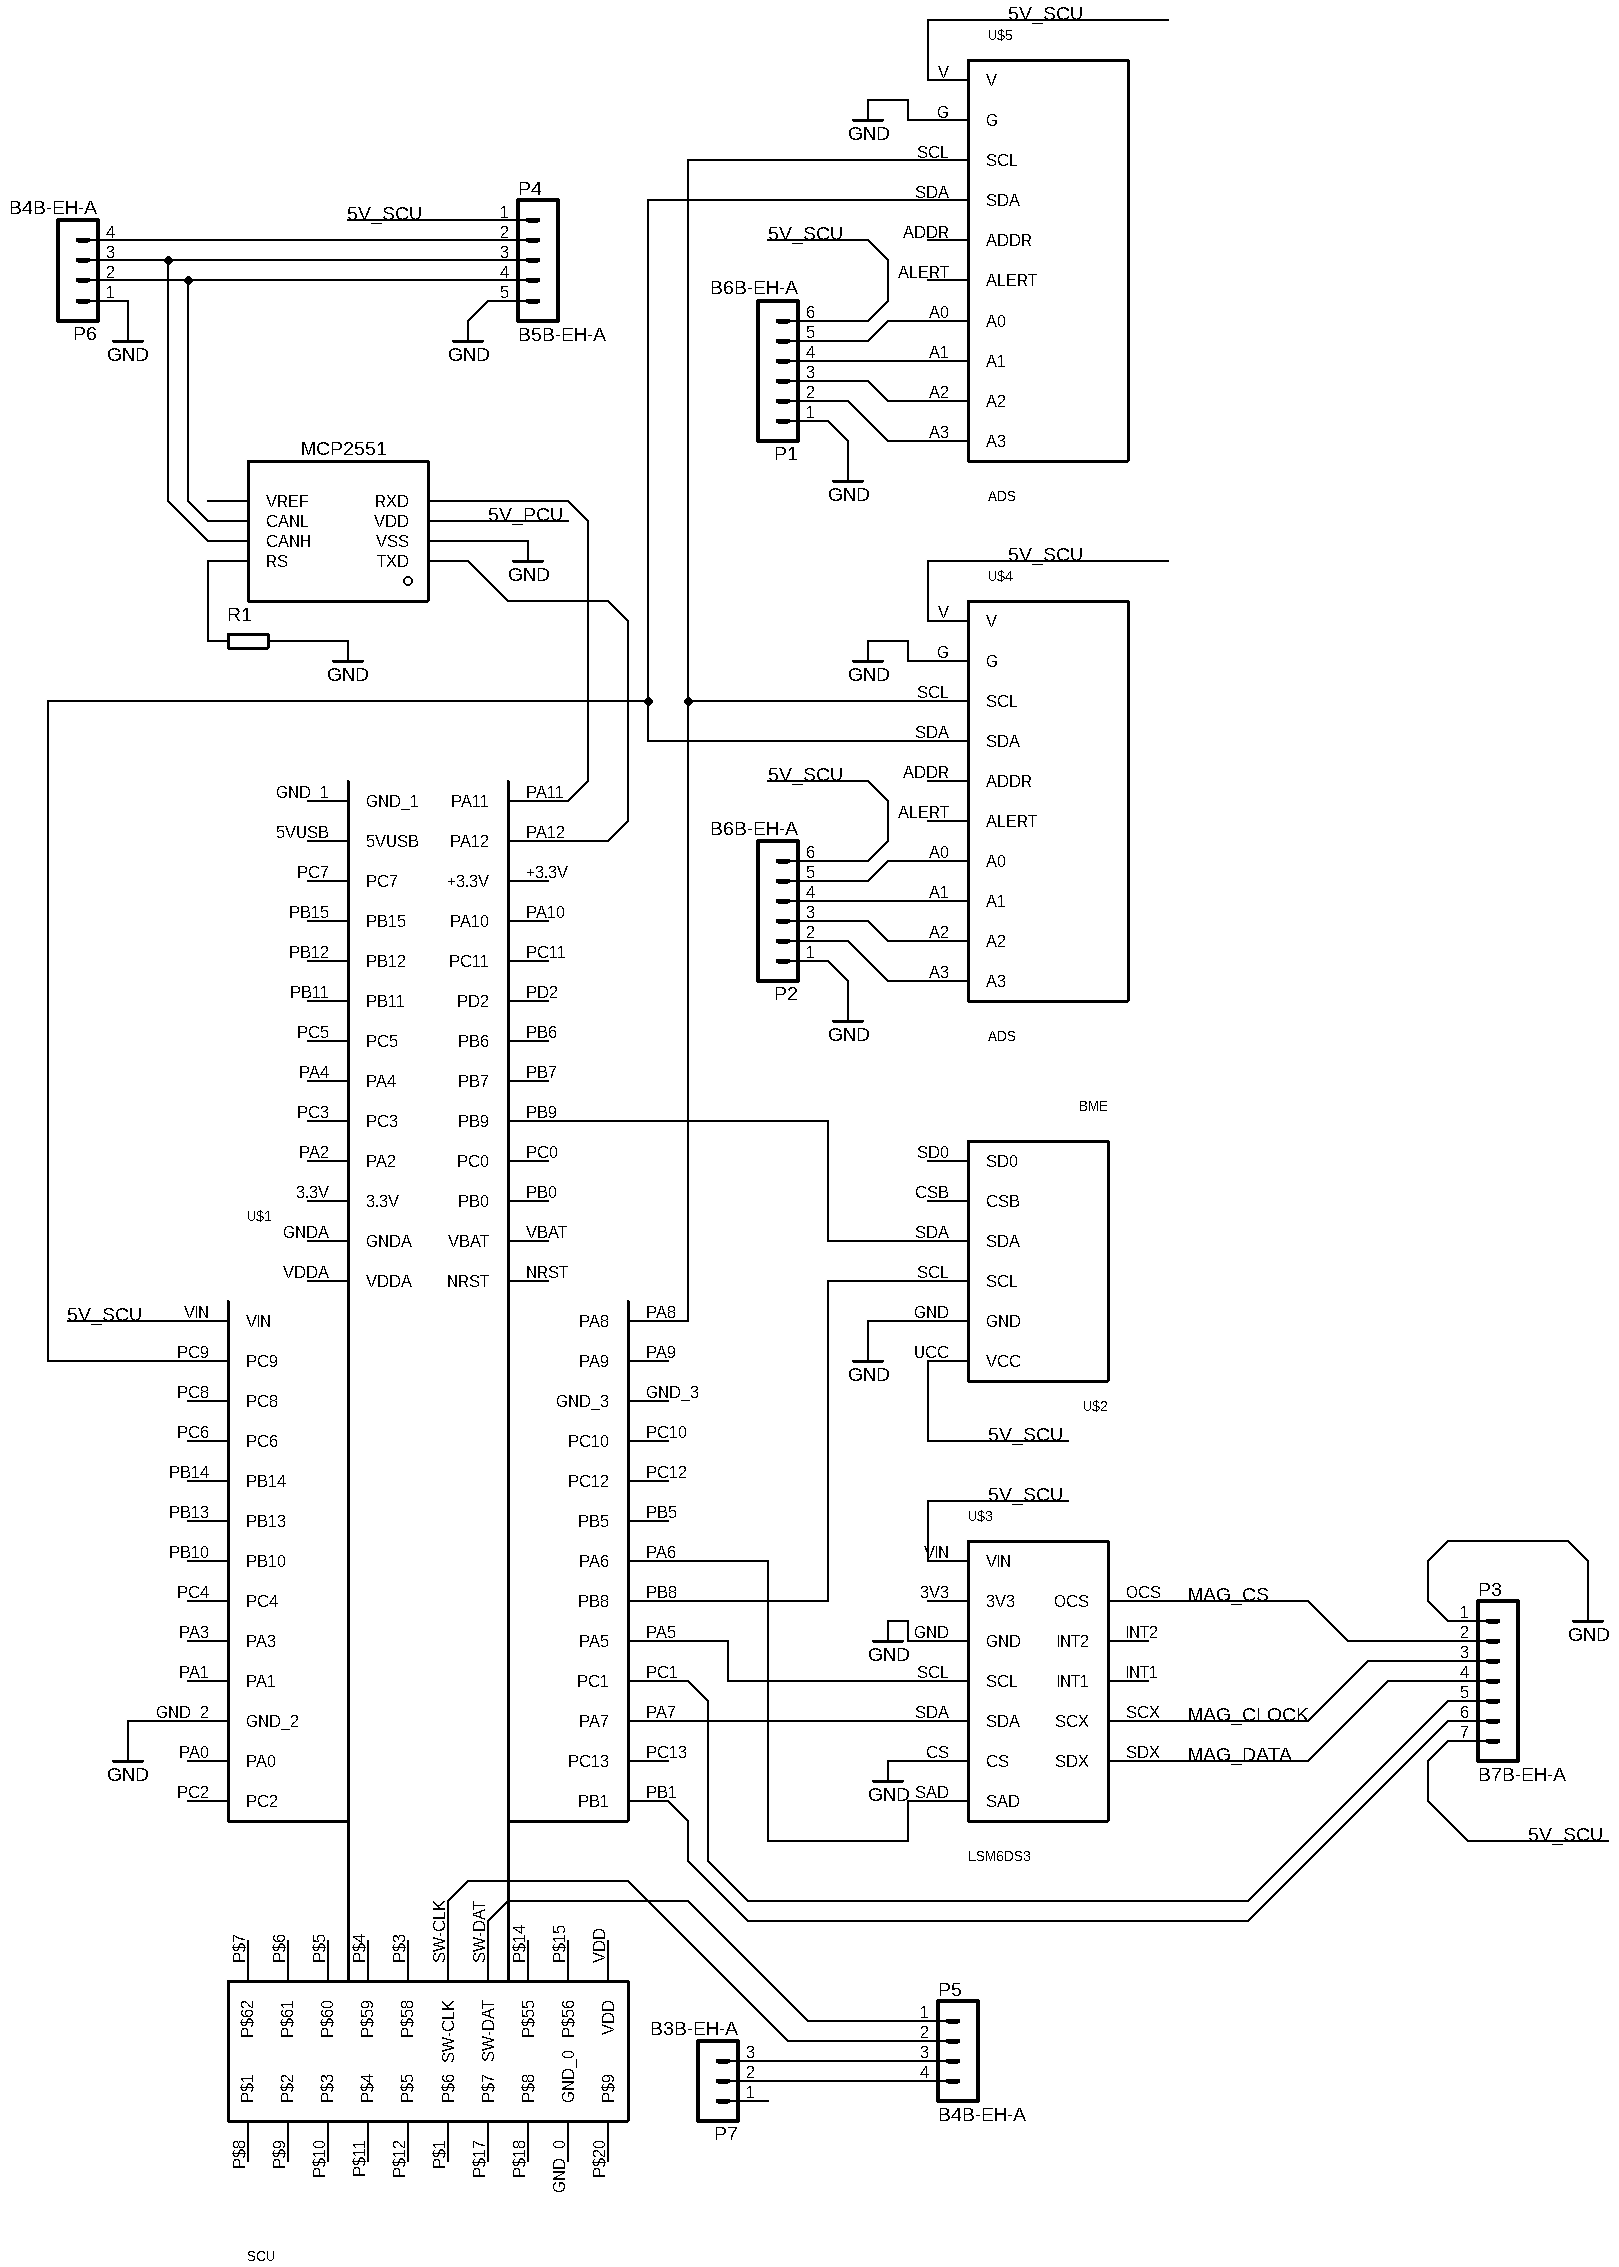 5V_SCU
U$5
V V
G G
GND
SCL SCL
SDA SDA
ADDR ADDR
ALERT ALERT
A0 A0
A1 A1
A2 A2
A3 A3
ADS
5V_SCU
B6B-EH-A
6
5
4
3
2
1
P1
GND
B4B-EH-A
4
3
2
1
P6
GND
P4
5V_SCU
1
2
3
4
5
GND
B5B-EH-A
MCP2551
VREF RXD
CANL VDD 5V_PCU
CANH VSS
RS TXD
GND
R1
GND
5V_SCU
U$4
V V
G G
GND
SCL SCL
SDA SDA
ADDR ADDR
ALERT ALERT
A0 A0
A1 A1
A2 A2
A3 A3
ADS
5V_SCU
B6B-EH-A
6
5
4
3
2
1
P2
GND
GND_1 GND_1 PA11 PA11
5VUSB 5VUSB PA12 PA12
PC7 PC7 +3.3V +3.3V
PB15 PB15 PA10 PA10
PB12 PB12 PC11 PC11
PB11 PB11 PD2 PD2
PC5 PC5 PB6 PB6
PA4 PA4 PB7 PB7
PC3 PC3 PB9 PB9
PA2 PA2 PC0 PC0
3.3V 3.3V PB0 PB0
U$1
GNDA GNDA VBAT VBAT
VDDA VDDA NRST NRST
5V_SCU VIN VIN PA8 PA8
PC9 PC9 PA9 PA9
PC8 PC8 GND_3 GND_3
PC6 PC6 PC10 PC10
PB14 PB14 PC12 PC12
PB13 PB13 PB5 PB5
PB10 PB10 PA6 PA6
PC4 PC4 PB8 PB8
PA3 PA3 PA5 PA5
PA1 PA1 PC1 PC1
GND_2 GND_2 PA7 PA7
PA0 PA0 PC13 PC13
GND
PC2 PC2 PB1 PB1
BME
SD0 SD0
CSB CSB
SDA SDA
SCL SCL
GND GND
UCC VCC
GND
U$2
5V_SCU
5V_SCU
U$3
VIN VIN
3V3 3V3 OCS OCS MAG_CS
GND GND INT2 INT2
GND
SCL SCL INT1 INT1
SDA SDA SCX SCX MAG_CLOCK
CS CS SDX SDX MAG_DATA
GND
SAD SAD
LSM6DS3
P3
1
2
3
4
5
6
7
B7B-EH-A
GND
5V_SCU
P$7 P$6 P$5 P$4 P$3 SW-CLK SW-DAT P$14 P$15 VDD
P$62 P$61 P$60 P$59 P$58 SW-CLK SW-DAT P$55 P$56 VDD
P$1 P$2 P$3 P$4 P$5 P$6 P$7 P$8 GND_0 P$9
P$8 P$9 P$10 P$11 P$12 P$1 P$17 P$18 GND_0 P$20
SCU
B3B-EH-A
3
2
1
P7
P5
1
2
3
4
B4B-EH-A